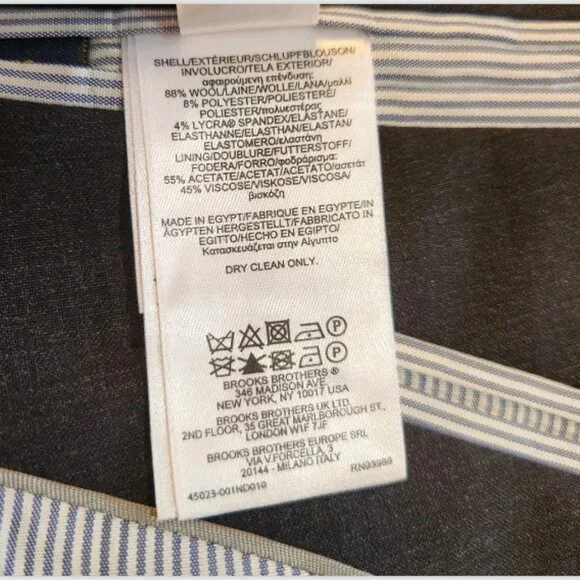 SHELL/EXTÉRIEUR/SCHLUPFBLOUSON/
INVOLUCRO/TELA EXTERIOR/
αφαιρούμενη επένδυση:
88% WOOL/LAINE/WOLLE/LANA/μαλλί
8% POLYESTER/POLIESTERE/
POLIESTER/πολυεστέρας
4% LYCRA® SPANDEX/ELASTANE/
ELASTHANNE/ELASTHAN/ELASTAN/
ELASTOMERO/ελαστάνη
LINING/DOUBLURE/FUTTERSTOFF/
FODERA/FORRO/φοδράρισμα:
55% ACETATE/ACETAT/ACETATO/ασετάτ
45% VISCOSE/VISKOSE/VISCOSA/
βισκόζη
MADE IN EGYPT/FABRIQUE EN EGYPTE/IN
ÄGYPTEN HERGESTELLT/FABBRICATO IN
EGITTO/HECHO EN EGIPTO/
Κατασκευάζεται στην Αίγυπτο
DRY CLEAN ONLY.
P
P
BROOKS BROTHERS ®
346 MADISON AVE.
NEW YORK, NY 10017 USA
BROOKS BROTHERS UK LTD.
2ND FLOOR, 35 GREAT MARLBOROUGH ST.,
LONDON W1F 7JF
BROOKS BROTHERS EUROPE SRL
VIA V.FORCELLA, 3
20144 - MILANO ITALY
45023-001ND010 RN93986